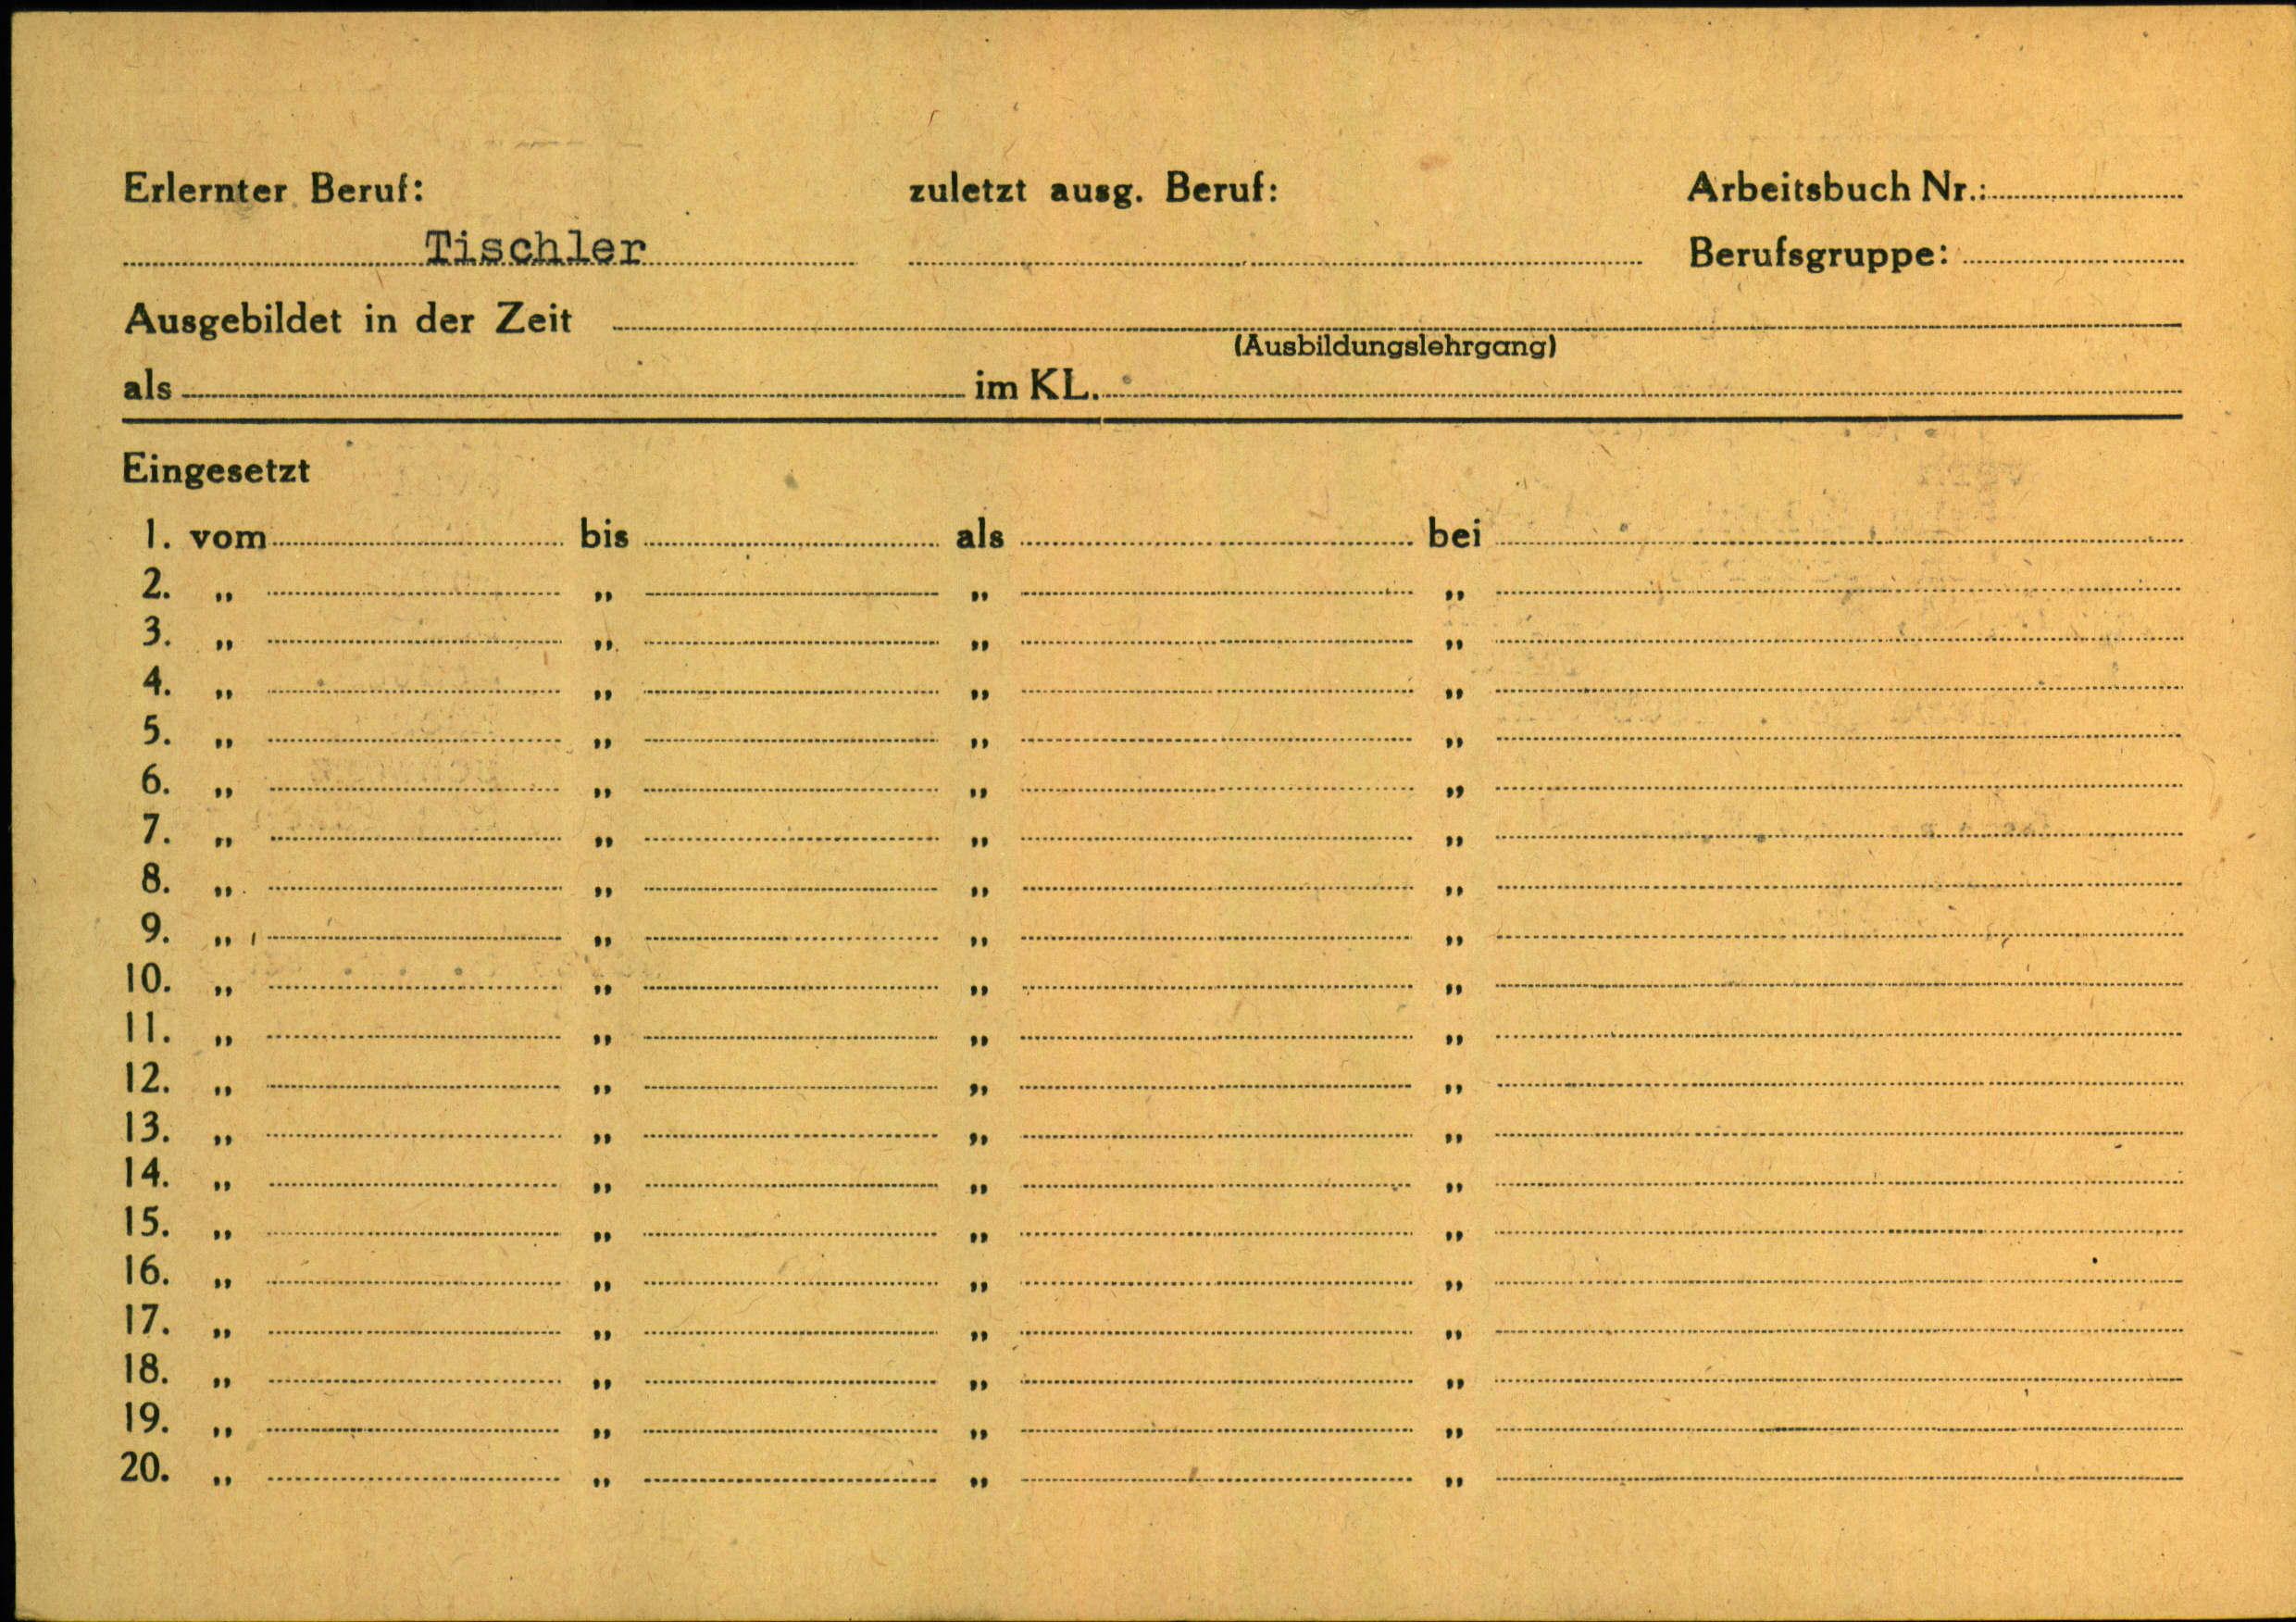 Erlernter Beruf: zuletzt ausg. Beruf: Arbeitsbuch Nr.:
Tischler Berufsgruppe:
Ausgebildet in der Zeit
(Ausbildungslehrgang)
als im KL.
Eingesetzt
1. vom bis als bei
2. „ „ „ „
3. „ „ „ „
4. „ „ „ „
5. „ „ „ „
6. „ „ „ „
7. „ „ „ „
8. „ „ „ „
9. „ „ „ „
10. „ „ „ „
11. „ „ „ „
12. „ „ „ „
13. „ „ „ „
14. „ „ „ „
15. „ „ „ „
16. „ „ „ „
17. „ „ „ „
18. „ „ „ „
19. „ „ „ „
20. „ „ „ „